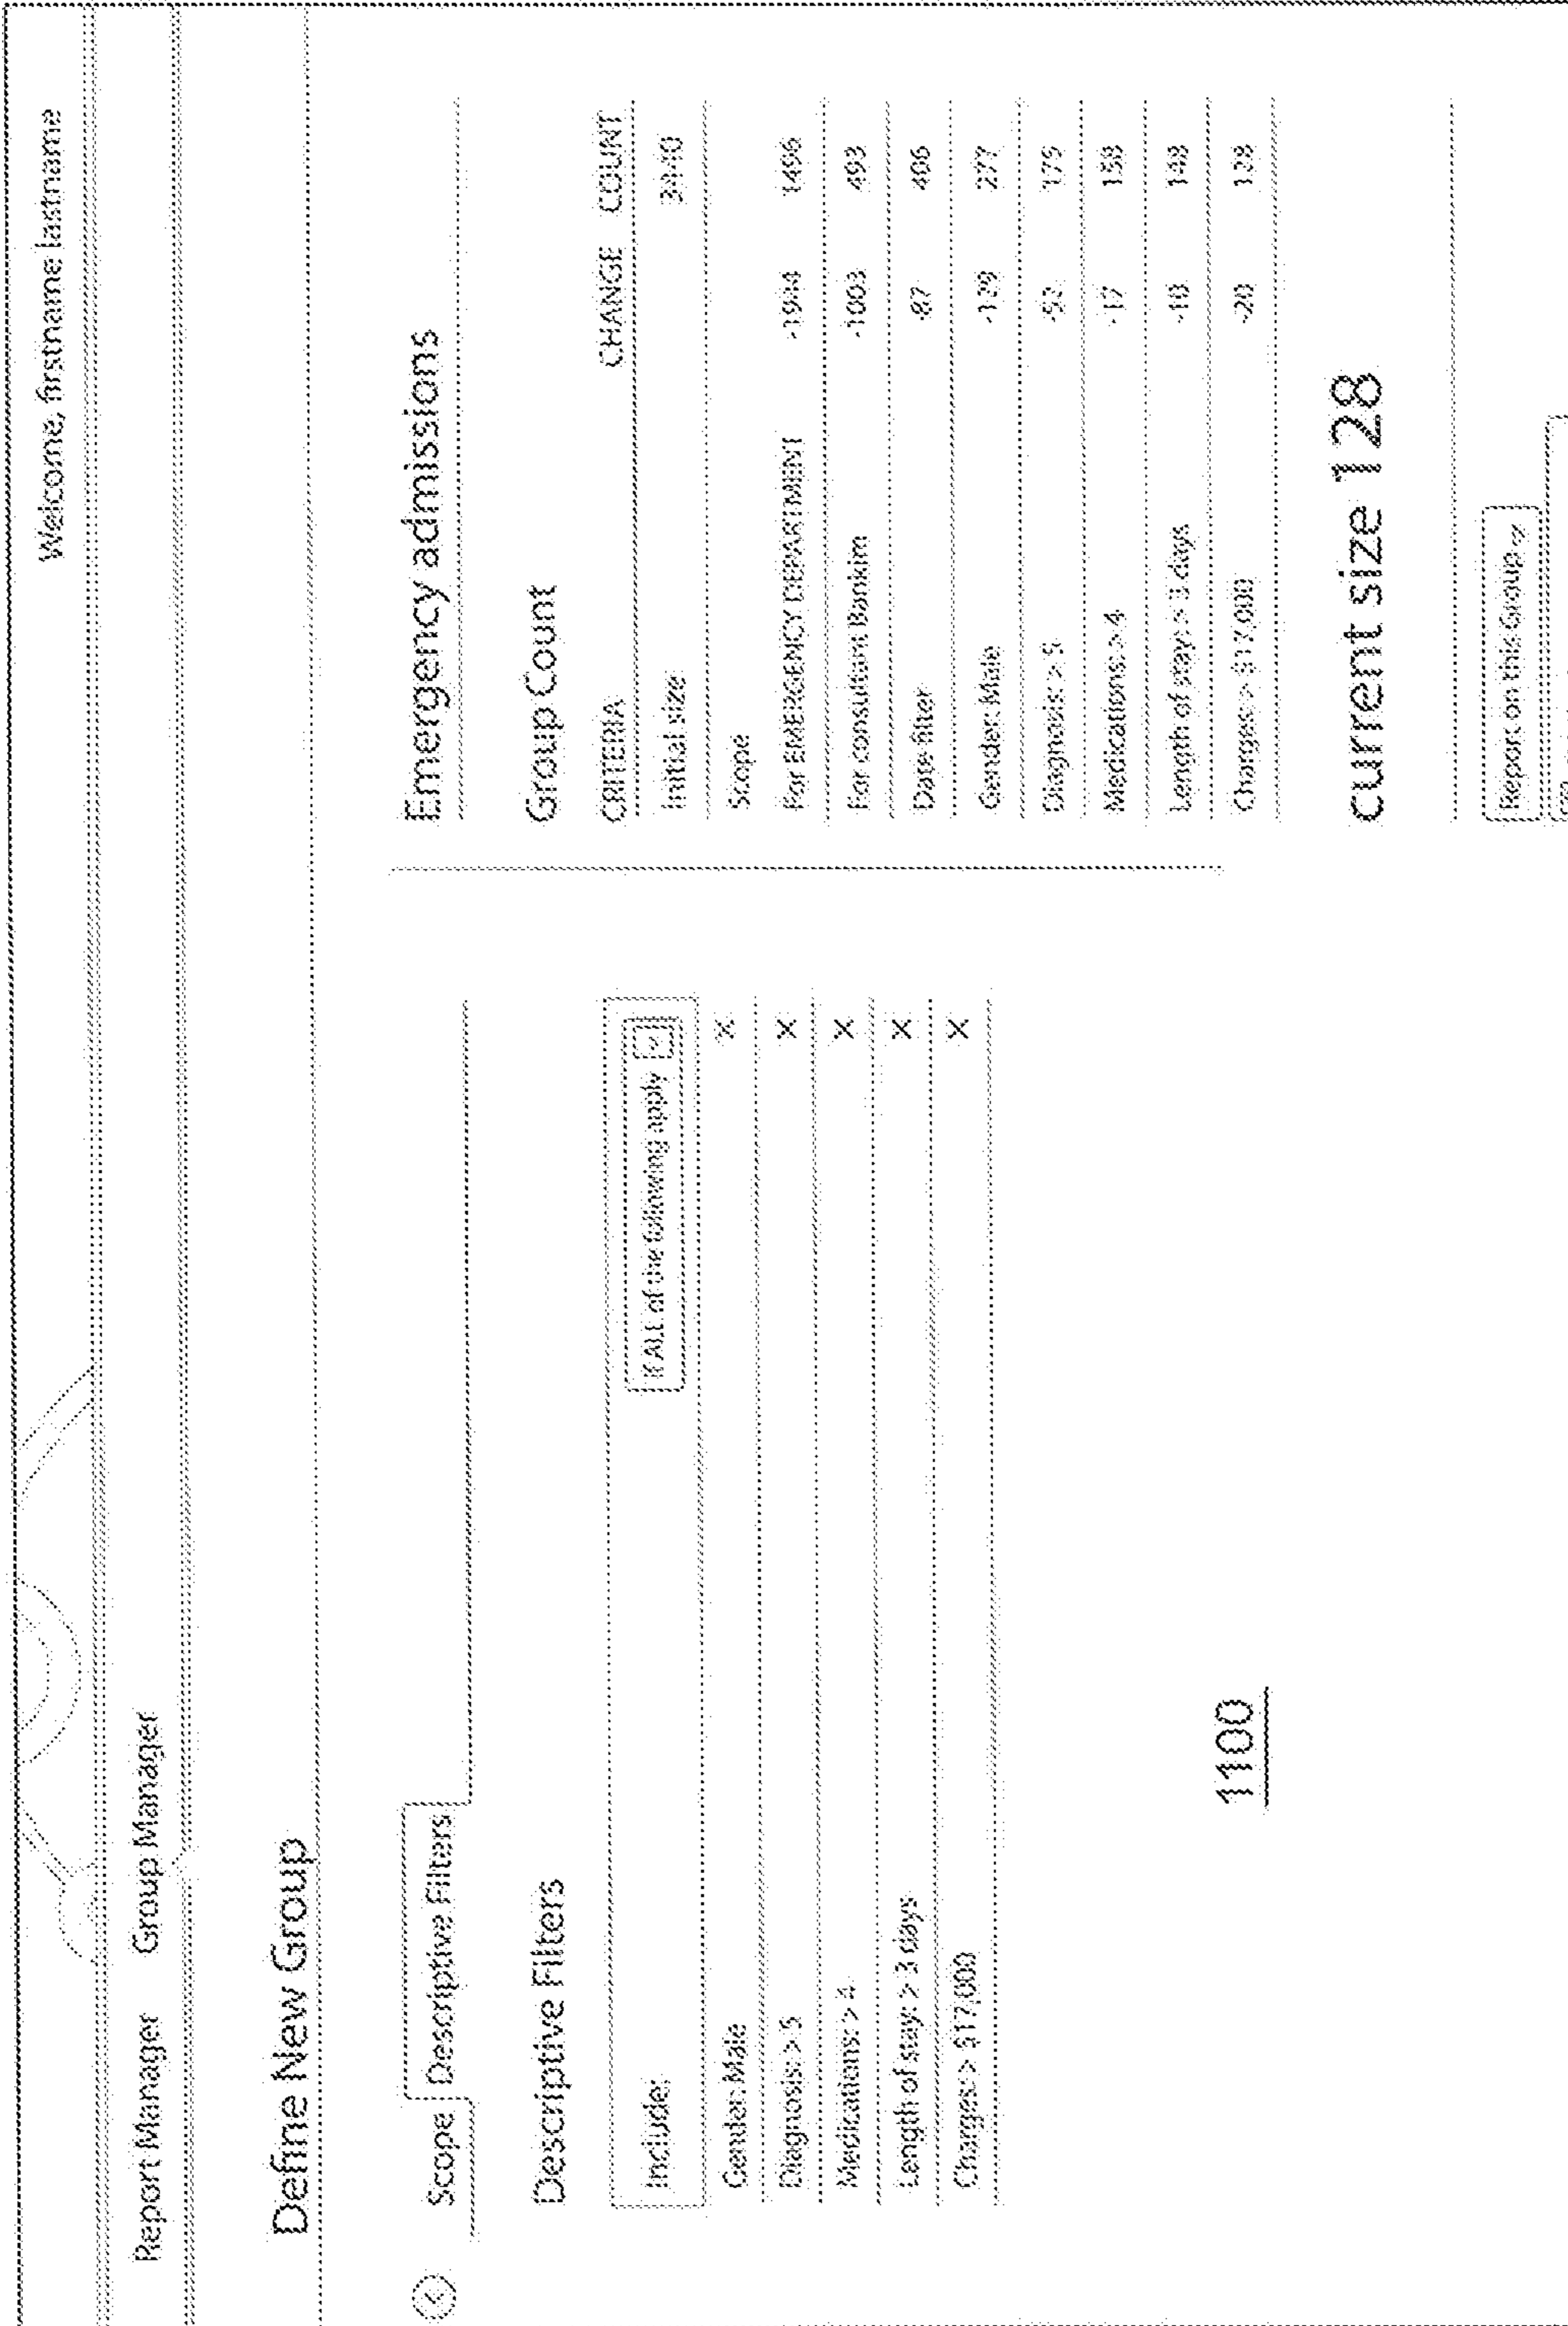 Welcome, firstname lastname
Report Manager Group Manager
Define New Group
Scope Descriptive Filters
Descriptive Filters
Include: If ALL of the following apply
Gender: Male X
Diagnosis: > 5 X
Medications: > 4 X
Length of stay: > 3 days X
Charges: > $17,000 X
1100
Emergency admissions
Group Count
CRITERIA CHANGE COUNT
Initial size 3440
Scope
For EMERGENCY DEPARTMENT -1944 1496
For consultant Bankim -1003 493
Date filter -87 406
Gender: Male -129 277
Diagnosis: > 5 175
Medications: > 4 -17 158
Length of stay: > 3 days -10 148
Charges: > $17,000 -20 128
current size 128
Report on this Group